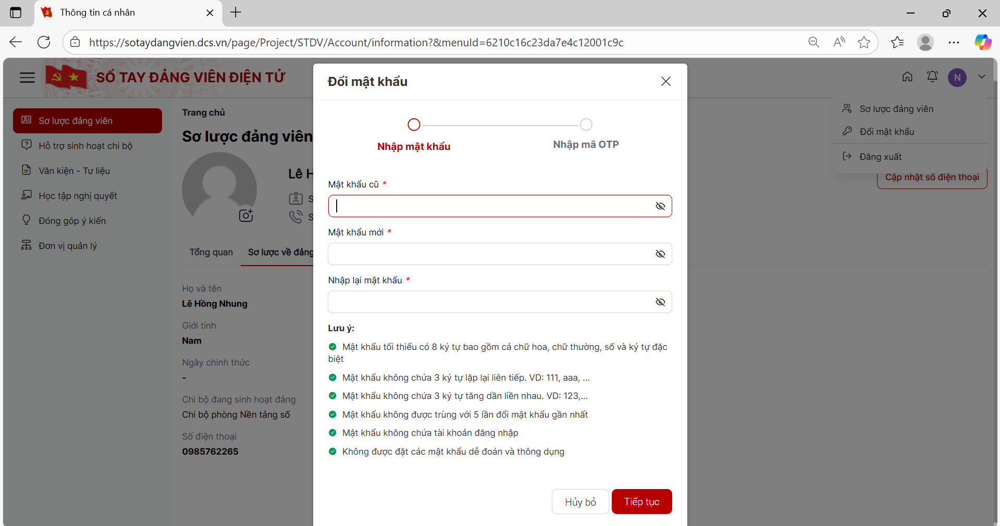 Thông tin cá nhân
https://sotaydangvien.dcs.vn/page/Project/STDV/Account/information?&menuId=6210c16c23da7e4c12001c9c
SỔ TAY ĐẢNG VIÊN ĐIỆN TỬ
N
Sơ lược đảng viên
Hỗ trợ sinh hoạt chi bộ
Văn kiện - Tư liệu
Học tập nghị quyết
Đóng góp ý kiến
Đơn vị quản lý
Trang chủ
Sơ lược đảng viên
Lê H
S
S
Tổng quan
Sơ lược về đảng
Họ và tên
Lê Hồng Nhung
Giới tính
Nam
Ngày chính thức
-
Chi bộ đang sinh hoạt đảng
Chi bộ phòng Nền tảng số
Số điện thoại
0985762265
Đổi mật khẩu
Nhập mật khẩu
Nhập mã OTP
Mật khẩu cũ *
Mật khẩu mới *
Nhập lại mật khẩu *
Lưu ý:
Mật khẩu tối thiểu có 8 ký tự bao gồm cả chữ hoa, chữ thường, số và ký tự đặc
biệt
Mật khẩu không chứa 3 ký tự lặp lại liên tiếp. VD: 111, aaa, ...
Mật khẩu không chứa 3 ký tự tăng dần liền nhau. VD: 123,...
Mật khẩu không được trùng với 5 lần đổi mật khẩu gần nhất
Mật khẩu không chứa tài khoản đăng nhập
Không được đặt các mật khẩu dễ đoán và thông dụng
Hủy bỏ
Tiếp tục
Sơ lược đảng viên
Đổi mật khẩu
Đăng xuất
Cập nhật số điện thoại